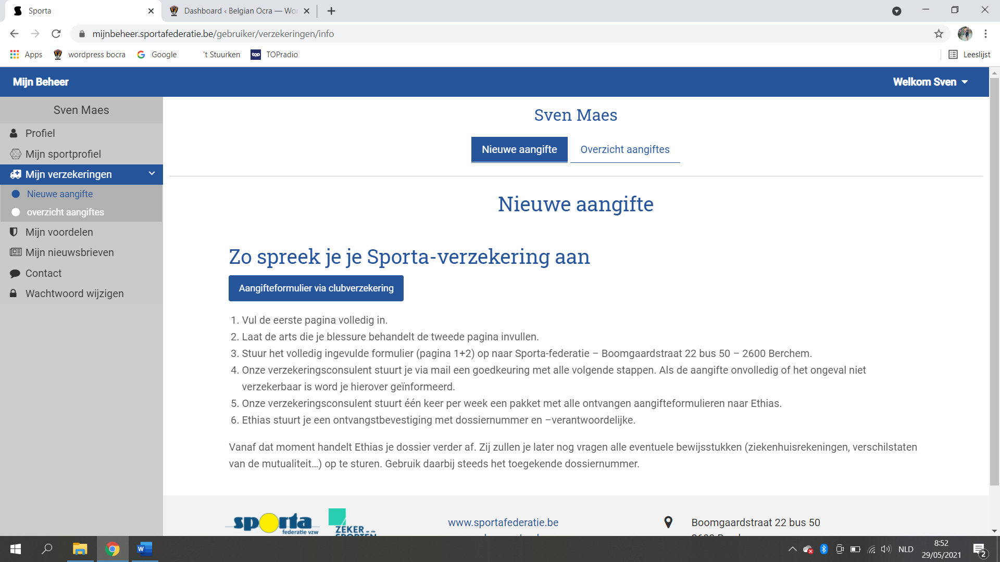 Sporta
Dashboard ‹ Belgian Ocra — Wor
mijnbeheer.sportafederatie.be/gebruiker/verzekeringen/info
Apps
wordpress bocra
Google
't Stuurken
top
TOPradio
Leeslijst
Mijn Beheer
Welkom Sven
Sven Maes
Profiel
Mijn sportprofiel
Mijn verzekeringen
Nieuwe aangifte
overzicht aangiftes
Mijn voordelen
Mijn nieuwsbrieven
Contact
Wachtwoord wijzigen
Sven Maes
Nieuwe aangifte
Overzicht aangiftes
Nieuwe aangifte
Zo spreek je je Sporta-verzekering aan
Aangifteformulier via clubverzekering
1. Vul de eerste pagina volledig in.
2. Laat de arts die je blessure behandelt de tweede pagina invullen.
3. Stuur het volledig ingevulde formulier (pagina 1+2) op naar Sporta-federatie – Boomgaardstraat 22 bus 50 – 2600 Berchem.
4. Onze verzekeringsconsulent stuurt je via mail een goedkeuring met alle volgende stappen. Als de aangifte onvolledig of het ongeval niet
verzekerbaar is word je hierover geïnformeerd.
5. Onze verzekeringsconsulent stuurt één keer per week een pakket met alle ontvangen aangifteformulieren naar Ethias.
6. Ethias stuurt je een ontvangstbevestiging met dossiernummer en –verantwoordelijke.
Vanaf dat moment handelt Ethias je dossier verder af. Zij zullen je later nog vragen alle eventuele bewijsstukken (ziekenhuisrekeningen, verschilstaten
van de mutualiteit…) op te sturen. Gebruik daarbij steeds het toegekende dossiernummer.
sporta
federatie vzw
ZEKER
SPORTEN
www.sportafederatie.be
Boomgaardstraat 22 bus 50
NLD
8:52
29/05/2021
2